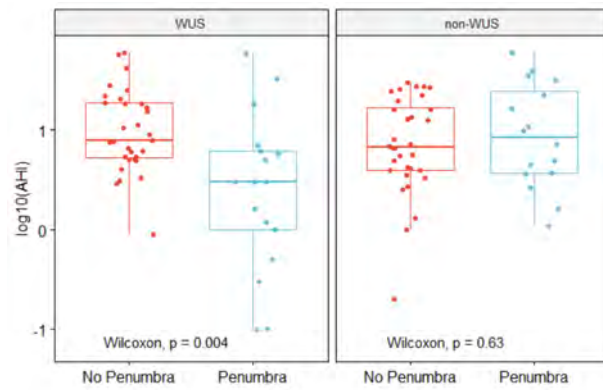 WUS
non-WUS
log10(AHI)
1
0
-1
Wilcoxon, p = 0.004
Wilcoxon, p = 0.63
No Penumbra
Penumbra
No Penumbra
Penumbra